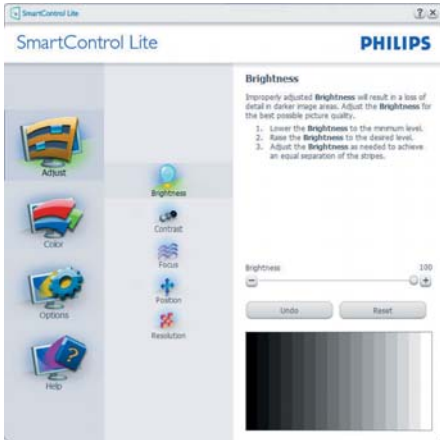 SmartControl Lite
SmartControl Lite
PHILIPS
Brightness
Improperly adjusted Brightness will result in a loss of
detail in darker image areas. Adjust the Brightness for
the best possible picture quality.
1. Lower the Brightness to the minimum level.
2. Raise the Brightness to the desired level.
3. Adjust the Brightness as needed to achieve
an equal separation of the stripes.
Adjust
Color
Options
Help
Brightness
Contrast
Focus
Position
Resolution
Brightness 100
Undo Reset